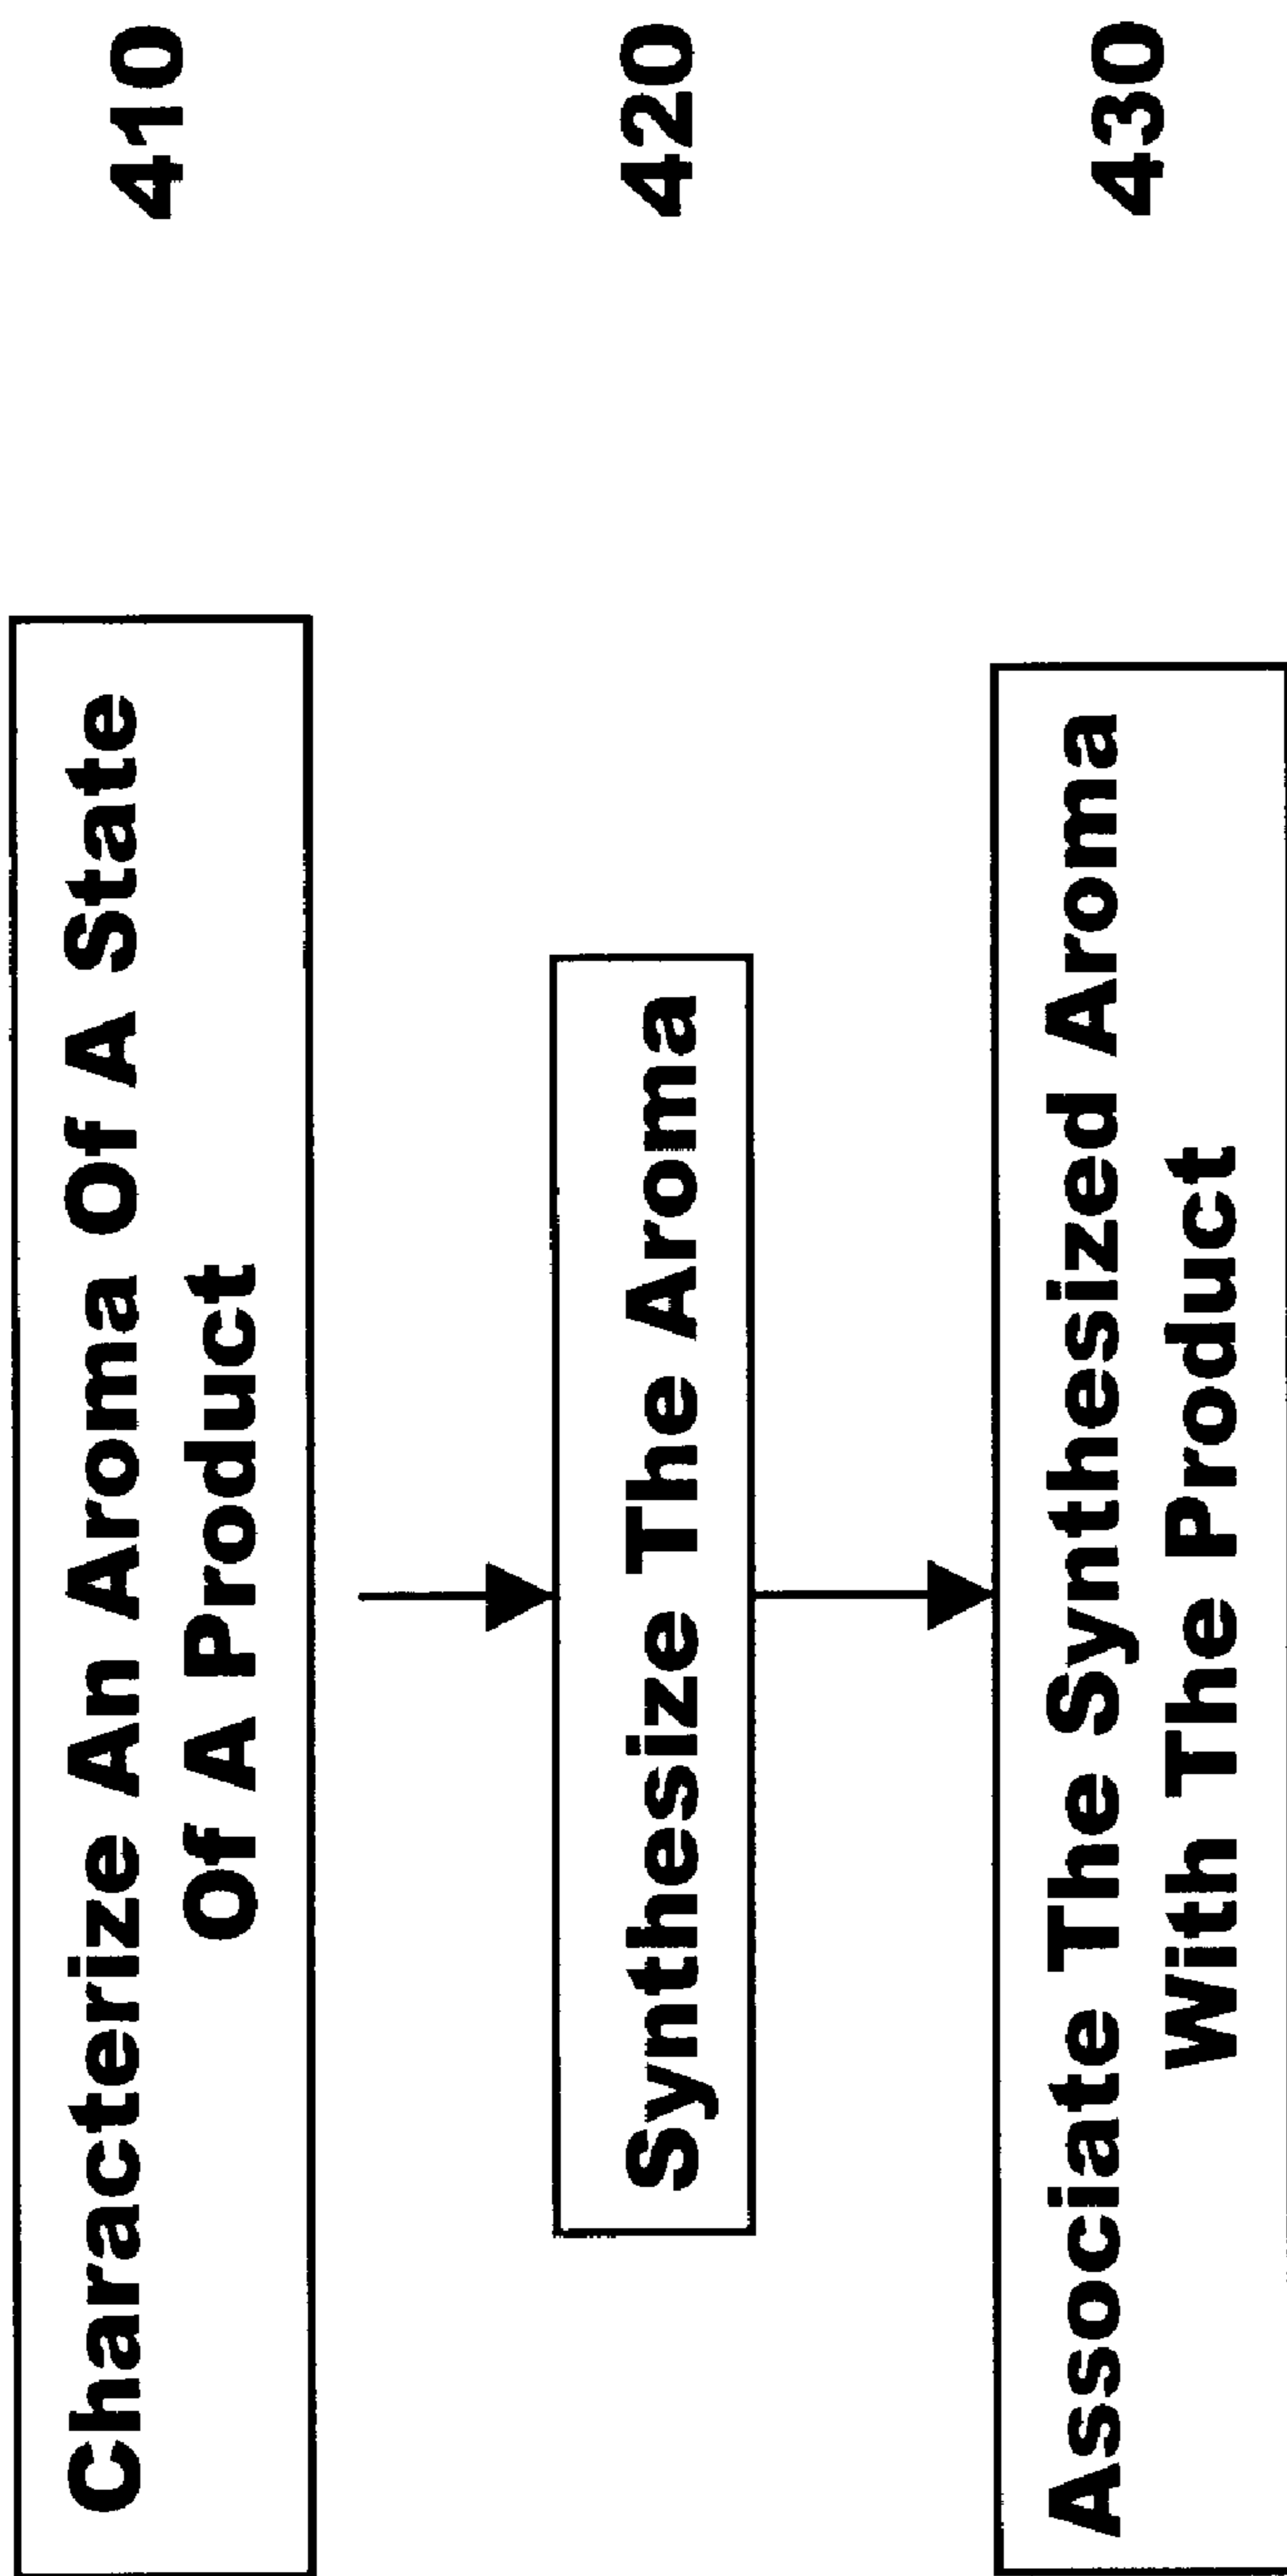 Characterize An Aroma Of A State
Of A Product
410
Synthesize The Aroma
420
Associate The Synthesized Aroma
With The Product
430